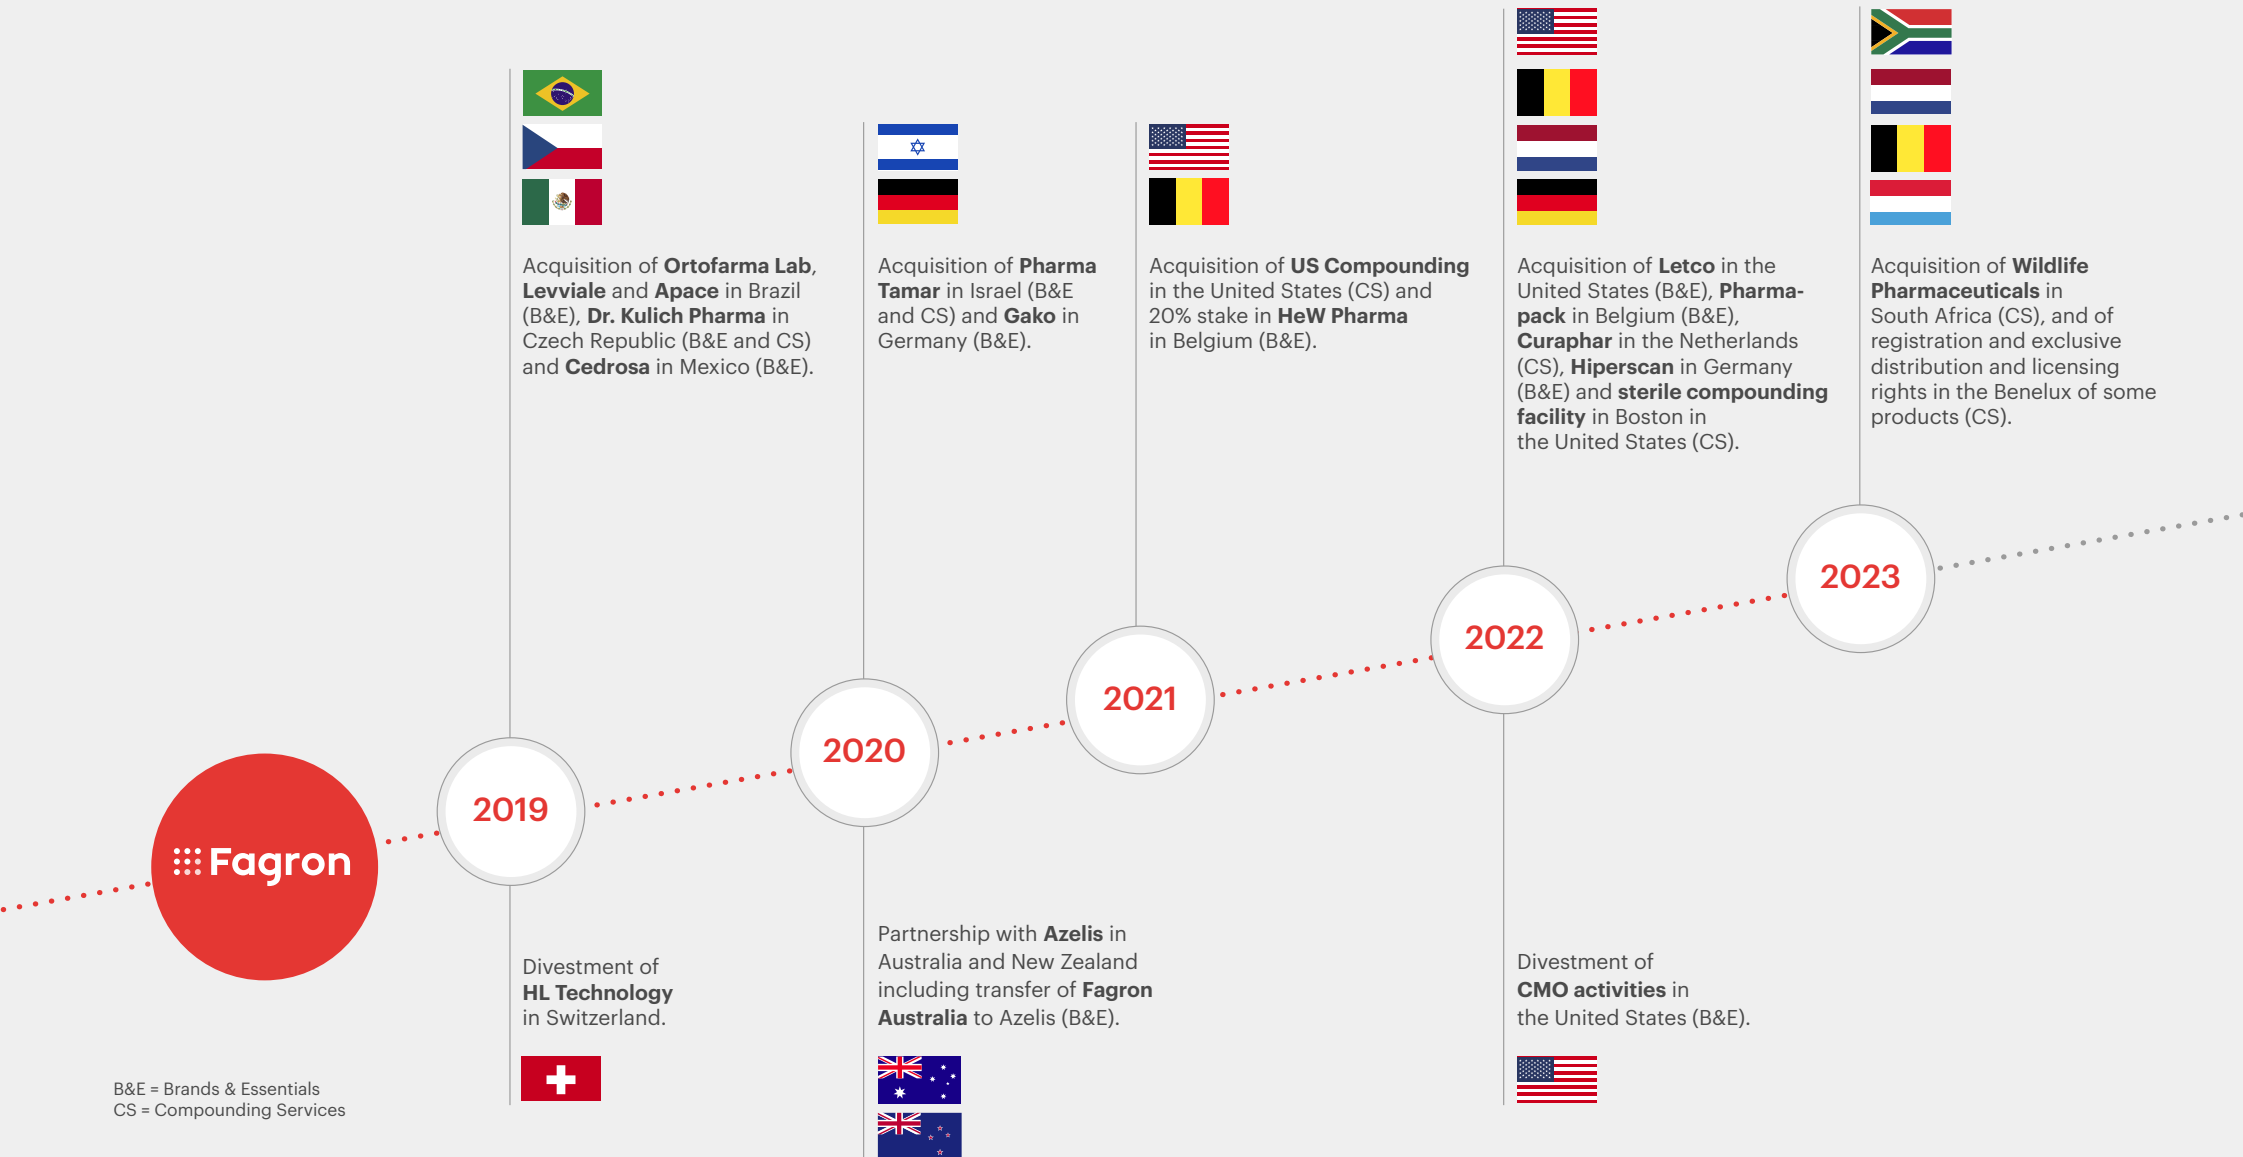 Acquisition of Ortofarma Lab,
Levviale and Apace in Brazil
(B&E), Dr. Kulich Pharma in
Czech Republic (B&E and CS)
and Cedrosa in Mexico (B&E).
Acquisition of Pharma
Tamar in Israel (B&E
and CS) and Gako in
Germany (B&E).
Acquisition of US Compounding
in the United States (CS) and
20% stake in HeW Pharma
in Belgium (B&E).
Acquisition of Letco in the
United States (B&E), Pharma-
pack in Belgium (B&E),
Curaphar in the Netherlands
(CS), Hiperscan in Germany
(B&E) and sterile compounding
facility in Boston in
the United States (CS).
Acquisition of Wildlife
Pharmaceuticals in
South Africa (CS), and of
registration and exclusive
distribution and licensing
rights in the Benelux of some
products (CS).
Fagron
2019
2020
2021
2022
2023
Divestment of
HL Technology
in Switzerland.
Partnership with Azelis in
Australia and New Zealand
including transfer of Fagron
Australia to Azelis (B&E).
Divestment of
CMO activities in
the United States (B&E).
B&E = Brands & Essentials
CS = Compounding Services